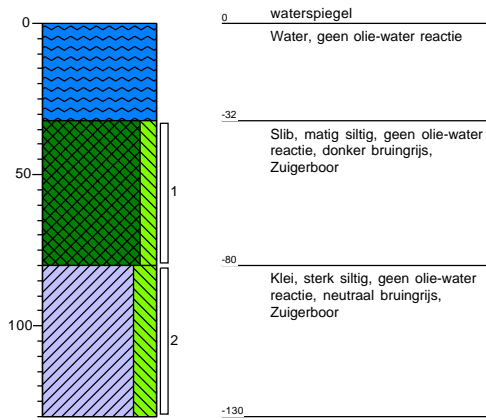 0
50
100
1
2
0
waterspiegel
Water, geen olie-water reactie
-32
Slib, matig siltig, geen olie-water
reactie, donker bruingrijs,
Zuigerboor
-80
Klei, sterk siltig, geen olie-water
reactie, neutraal bruingrijs,
Zuigerboor
-130